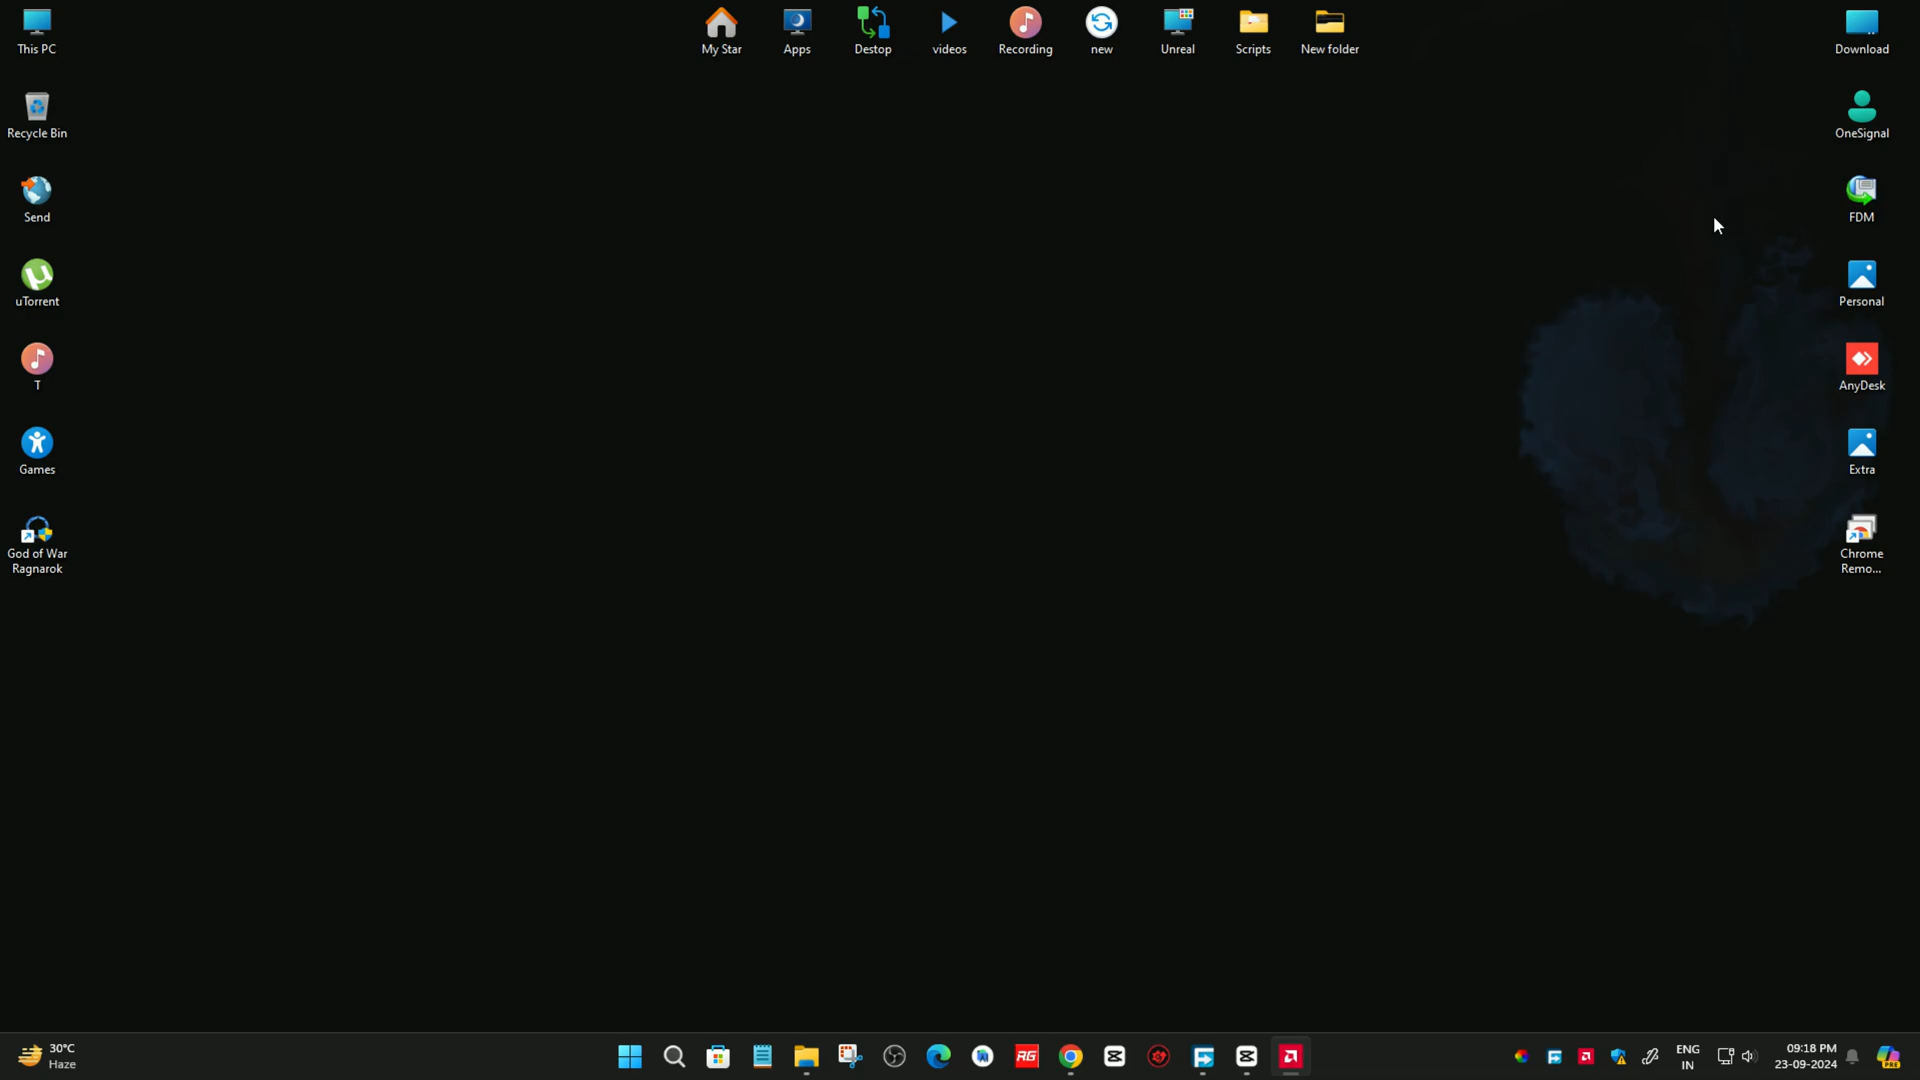 This PC
Recycle Bin
Send
uTorrent
T
Games
God of War
Ragnarok
My Star
Apps
Destop
videos
Recording
new
Unreal
Scripts
New folder
Download
OneSignal
FDM
Personal
AnyDesk
Extra
Chrome
Remo...
30°C
Haze
RG
PRE
ENG
IN
09:18 PM
23-09-2024